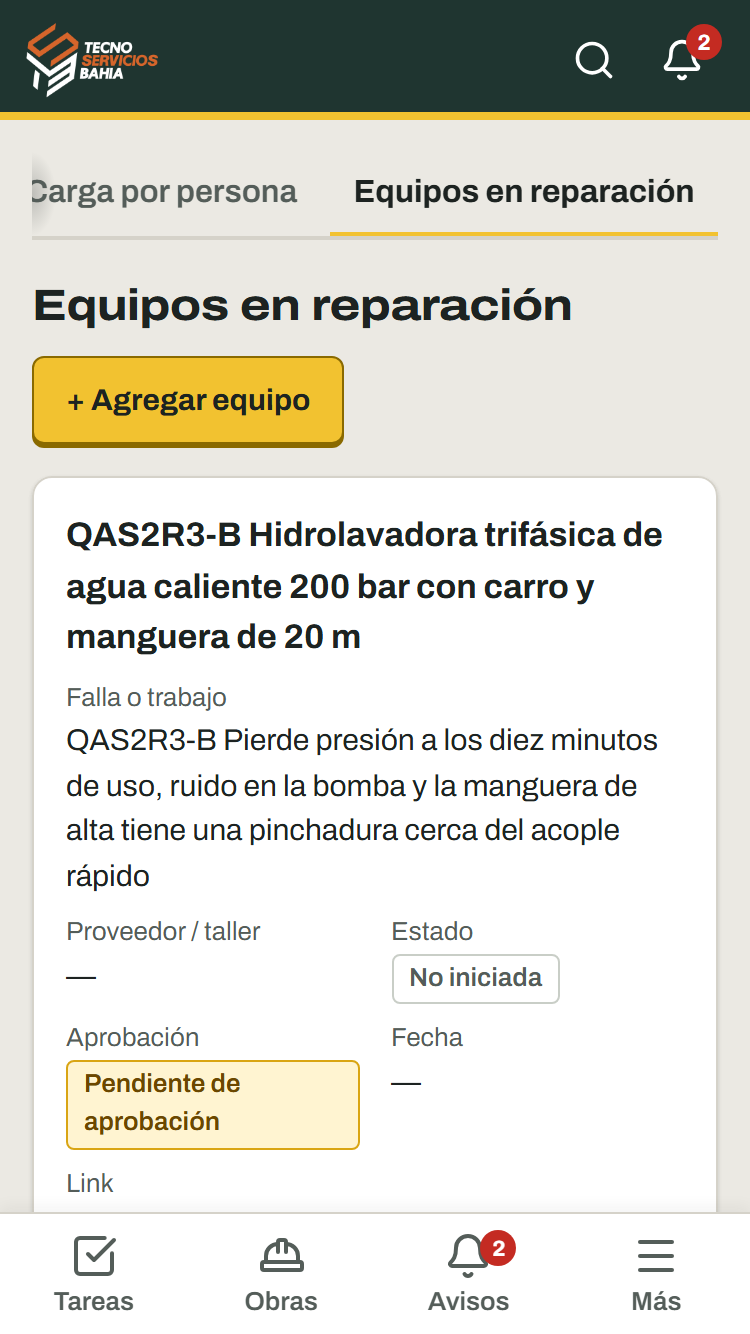 TECNO
SERVICIOS
BAHIA
2
Carga por persona
Equipos en reparación
Equipos en reparación
+ Agregar equipo
QAS2R3-B Hidrolavadora trifásica de
agua caliente 200 bar con carro y
manguera de 20 m
Falla o trabajo
QAS2R3-B Pierde presión a los diez minutos
de uso, ruido en la bomba y la manguera de
alta tiene una pinchadura cerca del acople
rápido
Proveedor / taller
—
Estado
No iniciada
Aprobación
Pendiente de
aprobación
Fecha
—
Link
Tareas
Obras
2
Avisos
Más